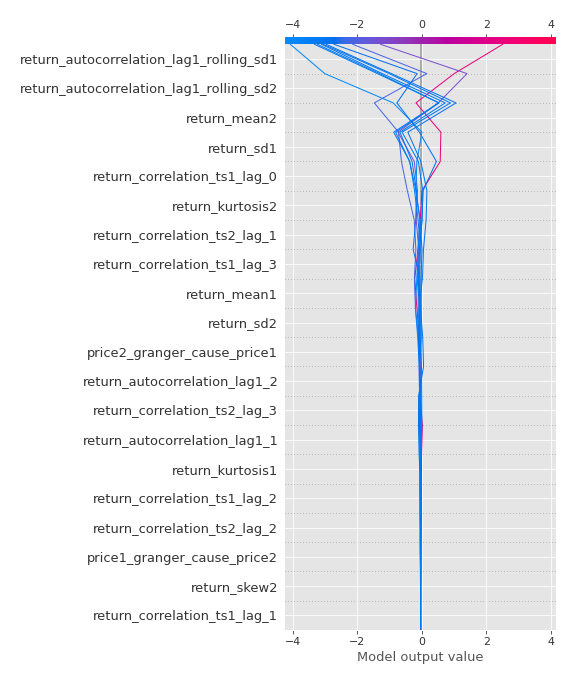 −4 −2 0 2 4
return_autocorrelation_lag1_rolling_sd1
return_autocorrelation_lag1_rolling_sd2
return_mean2
return_sd1
return_correlation_ts1_lag_0
return_kurtosis2
return_correlation_ts2_lag_1
return_correlation_ts1_lag_3
return_mean1
return_sd2
price2_granger_cause_price1
return_autocorrelation_lag1_2
return_correlation_ts2_lag_3
return_autocorrelation_lag1_1
return_kurtosis1
return_correlation_ts1_lag_2
return_correlation_ts2_lag_2
price1_granger_cause_price2
return_skew2
return_correlation_ts1_lag_1
−4 −2 0 2 4
Model output value